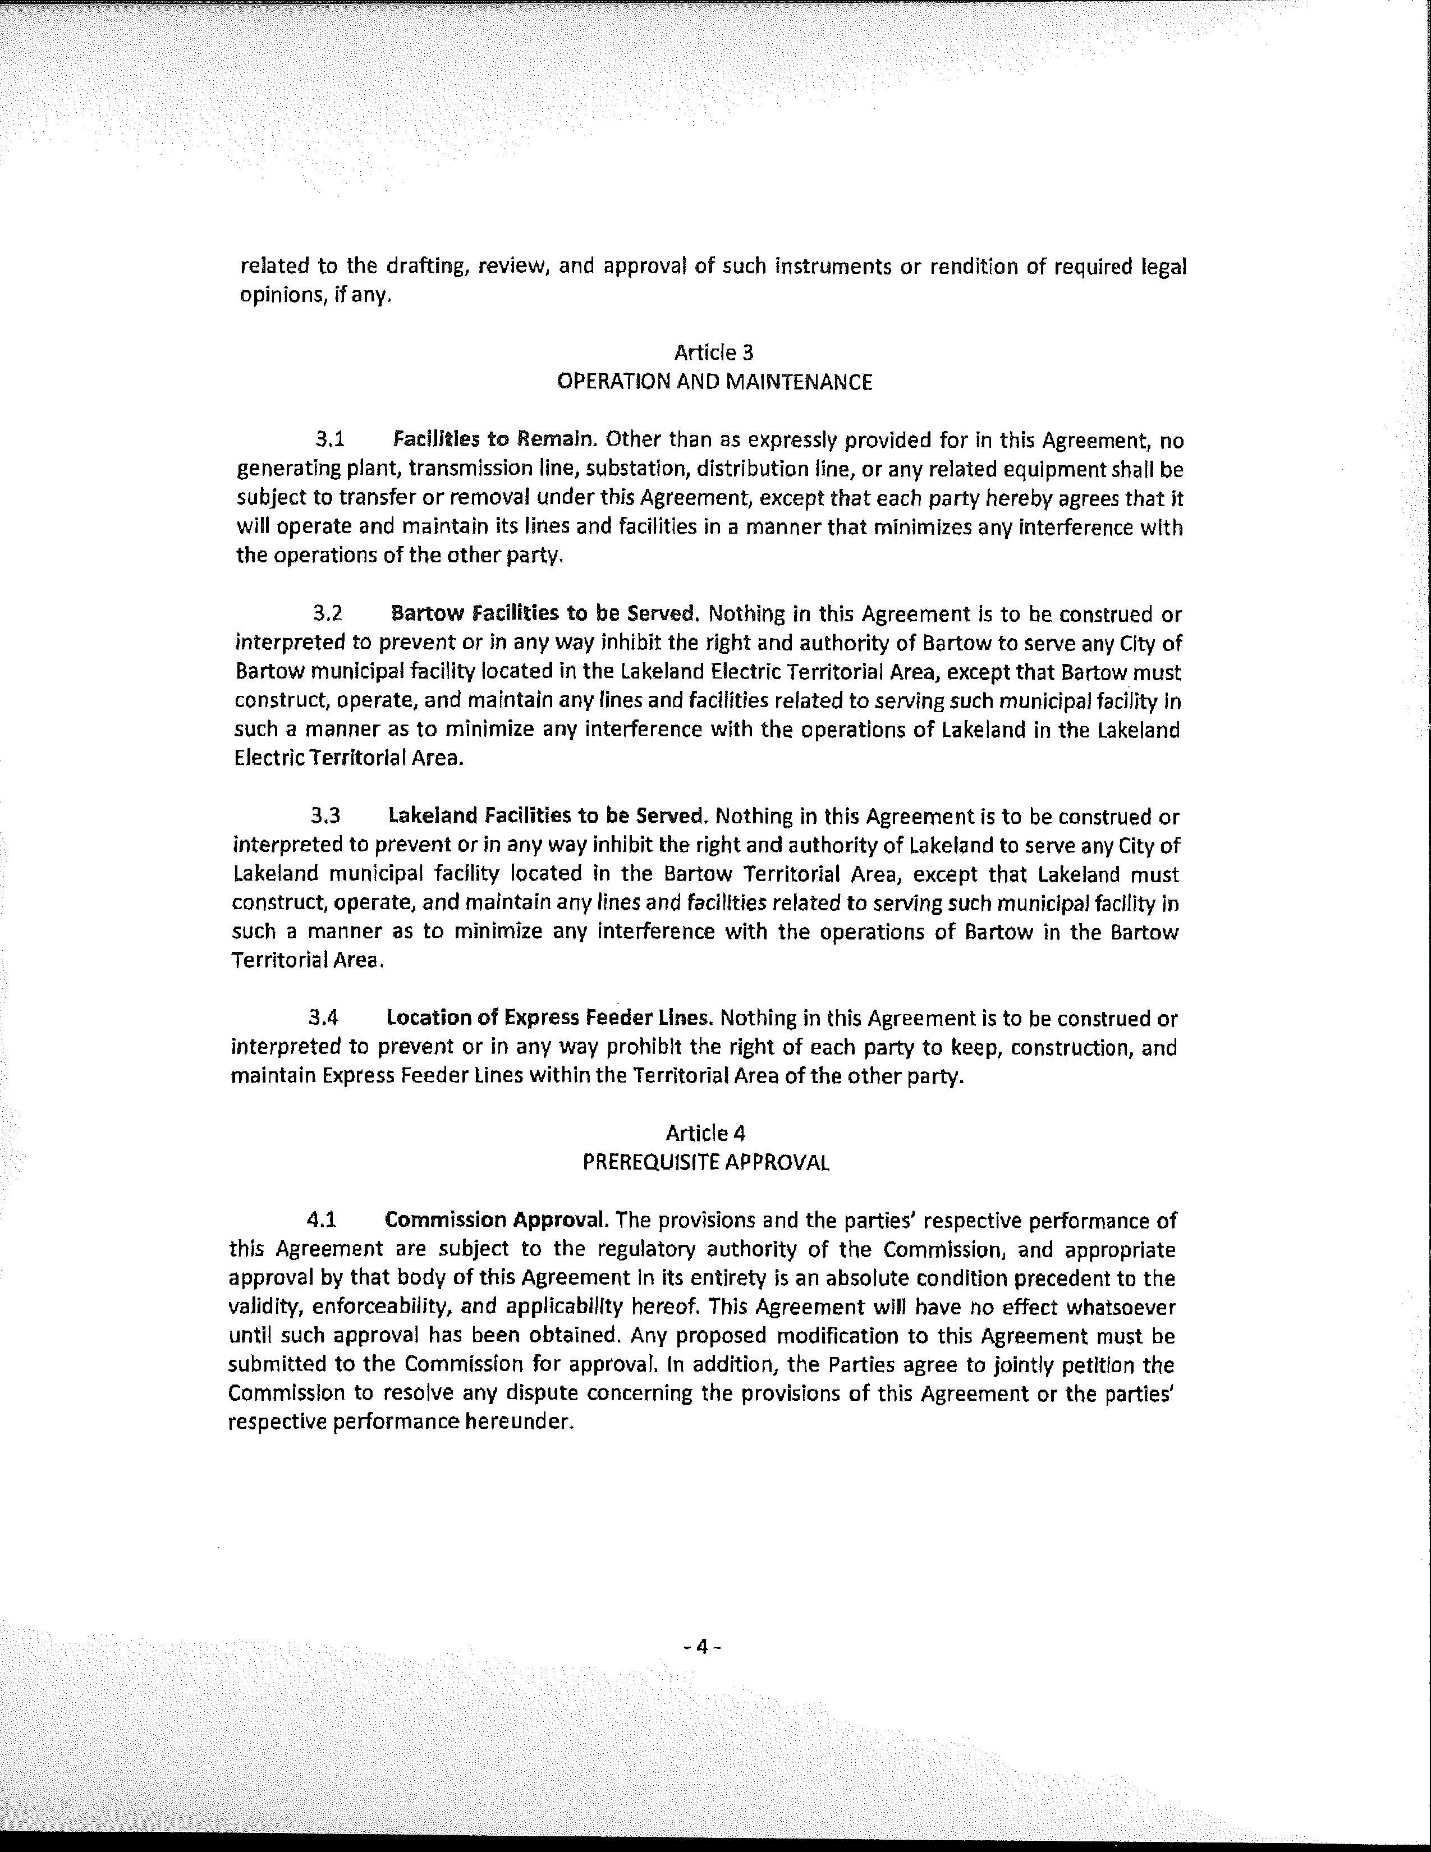 related to the drafting, review, and approval of such instruments or rendition of required legal
opinions, if any.
Article 3
OPERATION AND MAINTENANCE
3.1 Facilities to Remain. Other than as expressly provided for in this Agreement, no
generating plant, transmission line, substation, distribution line, or any related equipment shall be
subject to transfer or removal under this Agreement, except that each party hereby agrees that it
will operate and maintain its lines and facilities in a manner that minimizes any interference with
the operations of the other party.
3.2 Bartow Facilities to be Served. Nothing in this Agreement is to be construed or
interpreted to prevent or in any way inhibit the right and authority of Bartow to serve any City of
Bartow municipal facility located in the Lakeland Electric Territorial Area, except that Bartow must
construct, operate, and maintain any lines and facilities related to serving such municipal facility in
such a manner as to minimize any interference with the operations of Lakeland in the Lakeland
Electric Territorial Area.
3.3 Lakeland Facilities to be Served. Nothing in this Agreement is to be construed or
interpreted to prevent or in any way inhibit the right and authority of Lakeland to serve any City of
Lakeland municipal facility located in the Bartow Territorial Area, except that Lakeland must
construct, operate, and maintain any lines and facilities related to serving such municipal facility in
such a manner as to minimize any interference with the operations of Bartow in the Bartow
Territorial Area.
3.4 Location of Express Feeder Lines. Nothing in this Agreement is to be construed or
interpreted to prevent or in any way prohibit the right of each party to keep, construction, and
maintain Express Feeder Lines within the Territorial Area of the other party.
Article 4
PREREQUISITE APPROVAL
4.1 Commission Approval. The provisions and the parties' respective performance of
this Agreement are subject to the regulatory authority of the Commission, and appropriate
approval by that body of this Agreement in its entirety is an absolute condition precedent to the
validity, enforceability, and applicability hereof. This Agreement will have no effect whatsoever
until such approval has been obtained. Any proposed modification to this Agreement must be
submitted to the Commission for approval. In addition, the Parties agree to jointly petition the
Commission to resolve any dispute concerning the provisions of this Agreement or the parties'
respective performance hereunder.
- 4 -